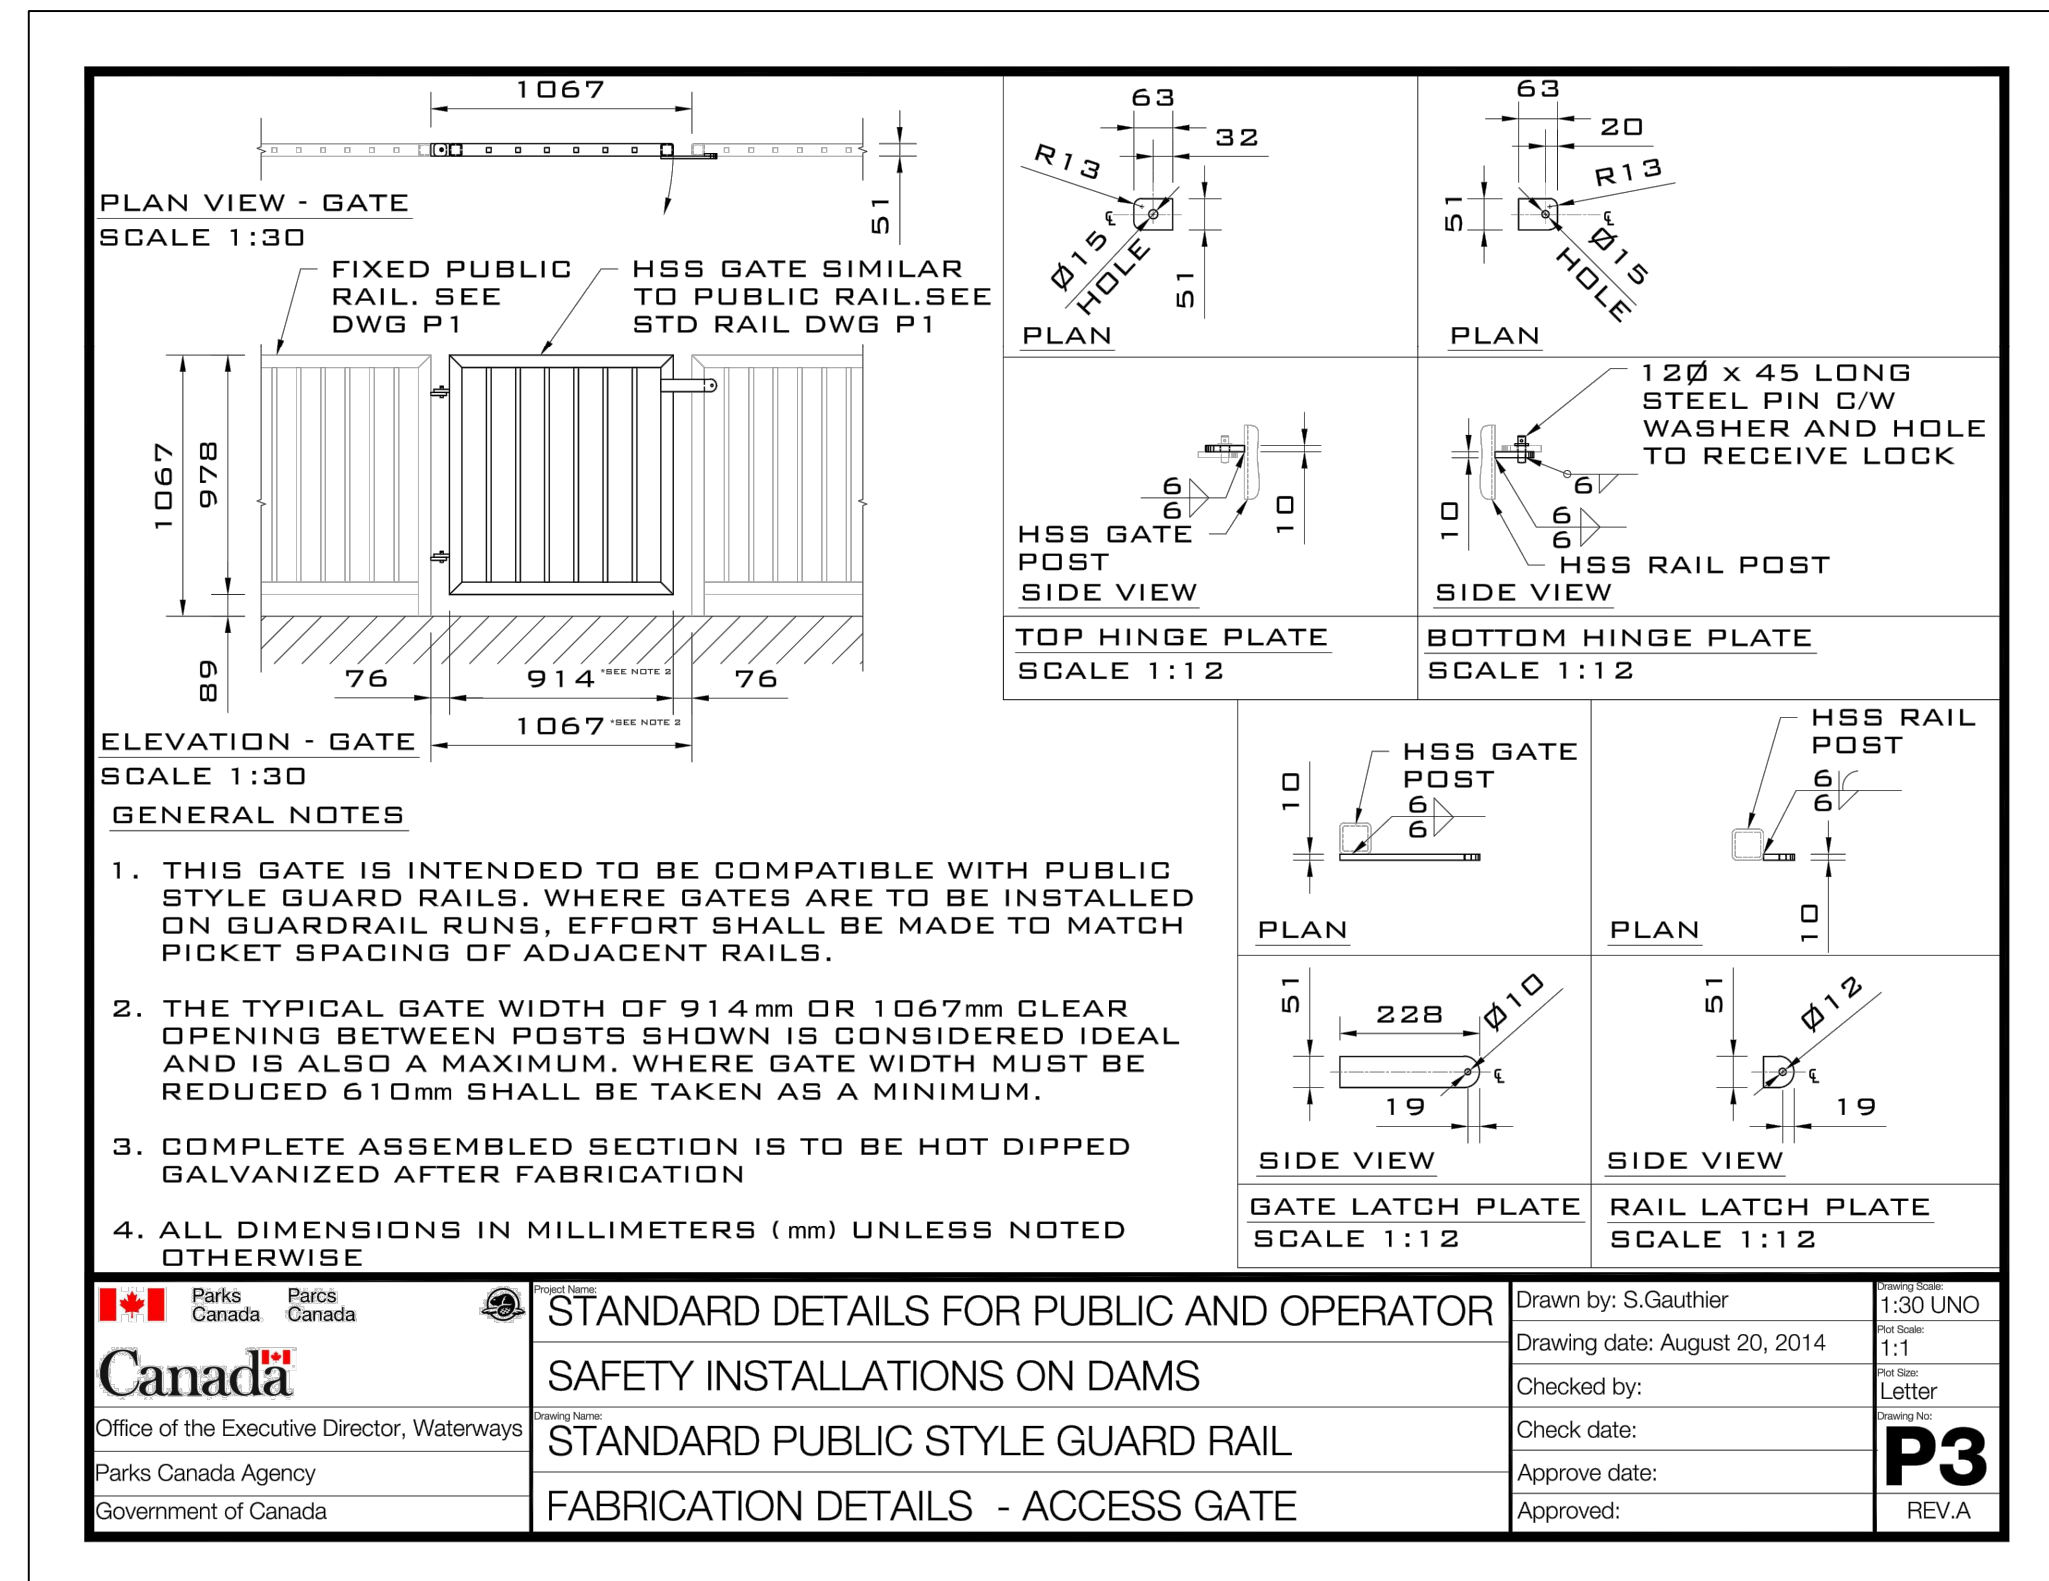 1067
51
PLAN VIEW - GATE
SCALE 1:30
FIXED PUBLIC
RAIL. SEE
DWG P1
HSS GATE SIMILAR
TO PUBLIC RAIL.SEE
STD RAIL DWG P1
1067
978
89
76
914 *SEE NOTE 2
76
1067 *SEE NOTE 2
ELEVATION - GATE
SCALE 1:30
63
32
R13
℄
Ø15
HOLE
51
PLAN
6
6
10
HSS GATE
POST
SIDE VIEW
TOP HINGE PLATE
SCALE 1:12
63
20
R13
51
℄
Ø15
HOLE
PLAN
12Ø x 45 LONG
STEEL PIN C/W
WASHER AND HOLE
TO RECEIVE LOCK
6
6
6
10
HSS RAIL POST
SIDE VIEW
BOTTOM HINGE PLATE
SCALE 1:12
GENERAL NOTES
1. THIS GATE IS INTENDED TO BE COMPATIBLE WITH PUBLIC
STYLE GUARD RAILS. WHERE GATES ARE TO BE INSTALLED
ON GUARDRAIL RUNS, EFFORT SHALL BE MADE TO MATCH
PICKET SPACING OF ADJACENT RAILS.
2. THE TYPICAL GATE WIDTH OF 914mm OR 1067mm CLEAR
OPENING BETWEEN POSTS SHOWN IS CONSIDERED IDEAL
AND IS ALSO A MAXIMUM. WHERE GATE WIDTH MUST BE
REDUCED 610mm SHALL BE TAKEN AS A MINIMUM.
3. COMPLETE ASSEMBLED SECTION IS TO BE HOT DIPPED
GALVANIZED AFTER FABRICATION
4. ALL DIMENSIONS IN MILLIMETERS (mm) UNLESS NOTED
OTHERWISE
HSS GATE
POST
10
6
6
PLAN
51
228
Ø10
℄
19
SIDE VIEW
GATE LATCH PLATE
SCALE 1:12
HSS RAIL
POST
6
6
10
PLAN
51
Ø12
℄
19
SIDE VIEW
RAIL LATCH PLATE
SCALE 1:12
Parks
Canada
Parcs
Canada
Canada
Office of the Executive Director, Waterways
Parks Canada Agency
Government of Canada
Project Name:
STANDARD DETAILS FOR PUBLIC AND OPERATOR
SAFETY INSTALLATIONS ON DAMS
Drawing Name:
STANDARD PUBLIC STYLE GUARD RAIL
FABRICATION DETAILS - ACCESS GATE
Drawn by: S.Gauthier
Drawing date: August 20, 2014
Checked by:
Check date:
Approve date:
Approved:
Drawing Scale:
1:30 UNO
Plot Scale:
1:1
Plot Size:
Letter
Drawing No:
P3
REV.A